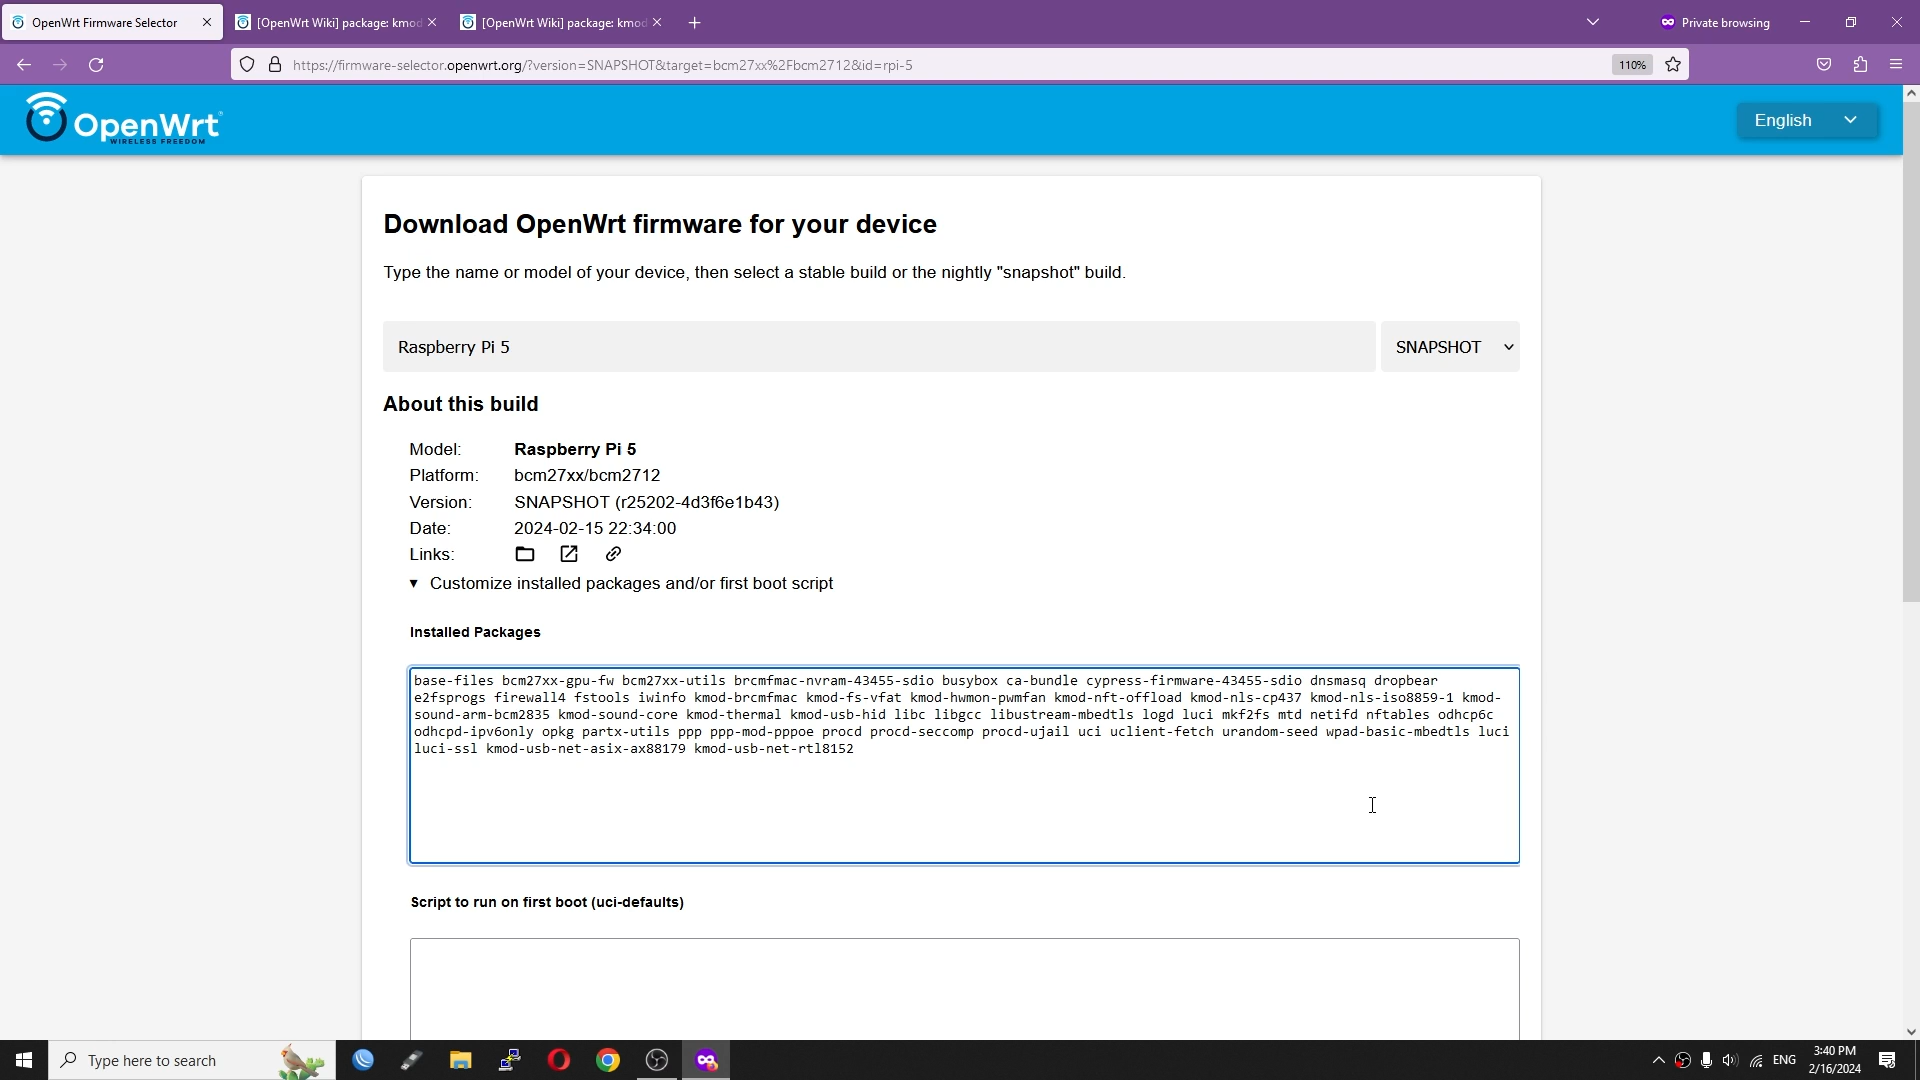 OpenWrt Firmware Selector
[OpenWrt Wiki] package: kmod
[OpenWrt Wiki] package: kmod
Private browsing
https://firmware-selector.openwrt.org/?version=SNAPSHOT&target=bcm27xx%2Fbcm2712&id=rpi-5
110%
OpenWrt
WIRELESS FREEDOM
English
Download OpenWrt firmware for your device
Type the name or model of your device, then select a stable build or the nightly "snapshot" build.
Raspberry Pi 5
SNAPSHOT
About this build
Model: Raspberry Pi 5
Platform: bcm27xx/bcm2712
Version: SNAPSHOT (r25202-4d3f6e1b43)
Date: 2024-02-15 22:34:00
Links:
Customize installed packages and/or first boot script
Installed Packages
base-files bcm27xx-gpu-fw bcm27xx-utils brcmfmac-nvram-43455-sdio busybox ca-bundle cypress-firmware-43455-sdio dnsmasq dropbear
e2fsprogs firewall4 fstools iwinfo kmod-brcmfmac kmod-fs-vfat kmod-hwmon-pwmfan kmod-nft-offload kmod-nls-cp437 kmod-nls-iso8859-1 kmod-
sound-arm-bcm2835 kmod-sound-core kmod-thermal kmod-usb-hid libc libgcc libustream-mbedtls logd luci mkf2fs mtd netifd nftables odhcp6c
odhcpd-ipv6only opkg partx-utils ppp ppp-mod-pppoe procd procd-seccomp procd-ujail uci uclient-fetch urandom-seed wpad-basic-mbedtls luci
luci-ssl kmod-usb-net-asix-ax88179 kmod-usb-net-rtl8152
Script to run on first boot (uci-defaults)
Type here to search
ENG
3:40 PM
2/16/2024